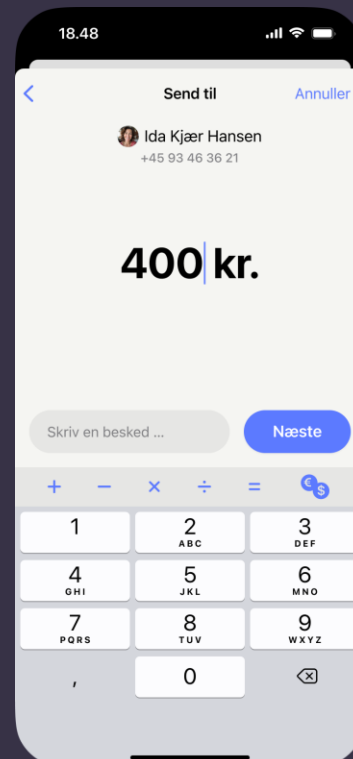 18.48
Send til
Annuller
Ida Kjær Hansen
+45 93 46 36 21
400 kr.
Skriv en besked ...
Næste
+ − × ÷ = € $
1
2
ABC
3
DEF
4
GHI
5
JKL
6
MNO
7
PQRS
8
TUV
9
WXYZ
,
0